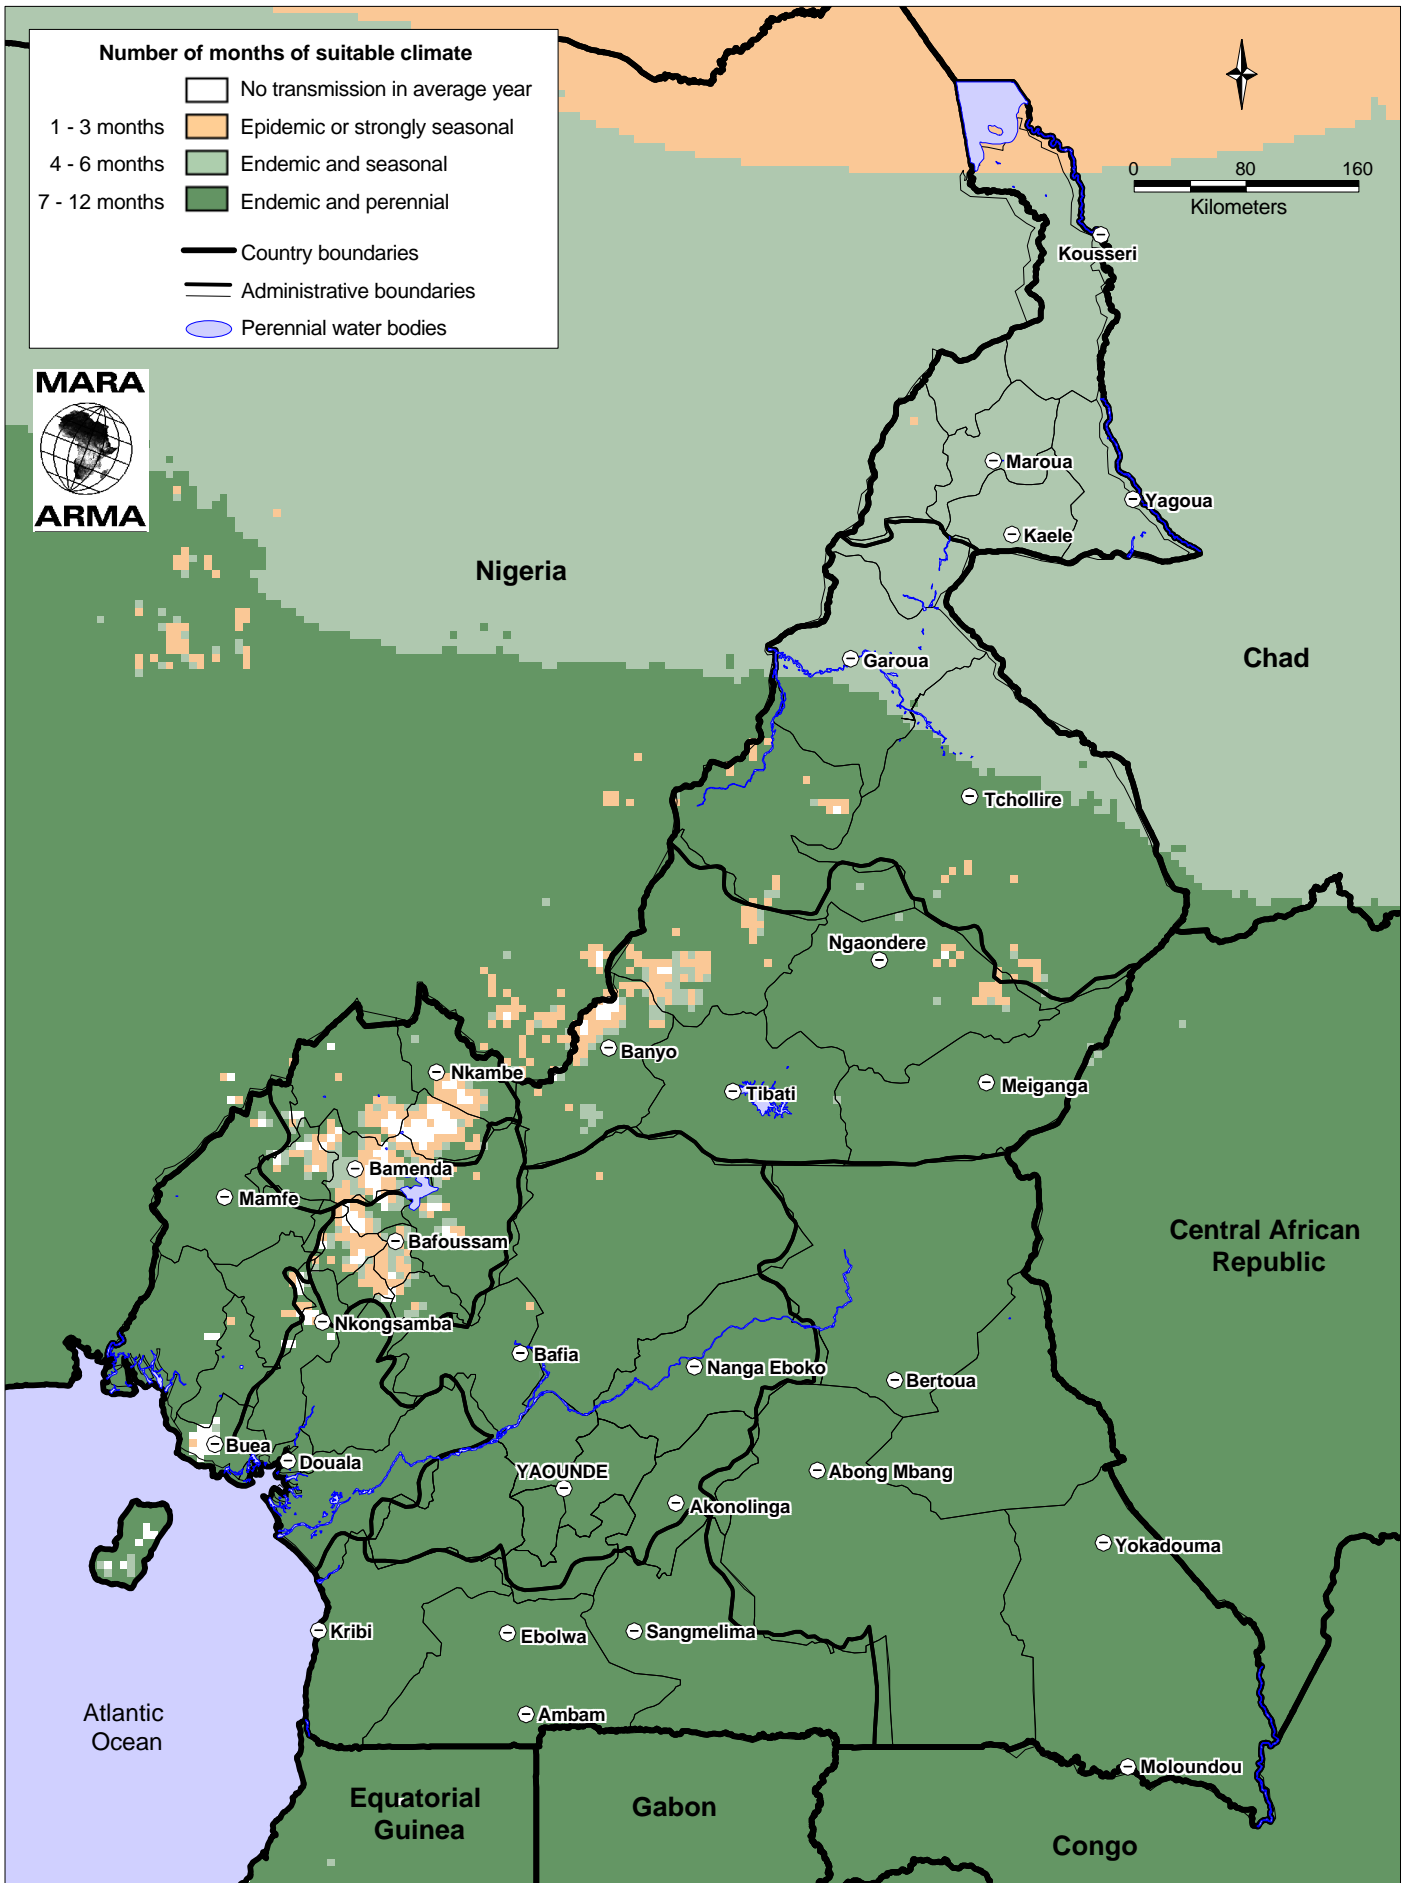 Number of months of suitable climate
No transmission in average year
1 - 3 months Epidemic or strongly seasonal
4 - 6 months Endemic and seasonal
7 - 12 months Endemic and perennial
Country boundaries
Administrative boundaries
Perennial water bodies
0 80 160
Kilometers
MARA
ARMA
Kousseri
Maroua
Yagoua
Kaele
Nigeria
Chad
Garoua
Tchollire
Ngaondere
Banyo
Nkambe
Tibati
Meiganga
Bamenda
Mamfe
Bafoussam
Central African
Republic
Nkongsamba
Bafia
Nanga Eboko
Bertoua
Buea
Douala
YAOUNDE
Abong Mbang
Akonolinga
Yokadouma
Kribi
Ebolwa
Sangmelima
Atlantic
Ocean
Ambam
Moloundou
Equatorial
Guinea
Gabon
Congo